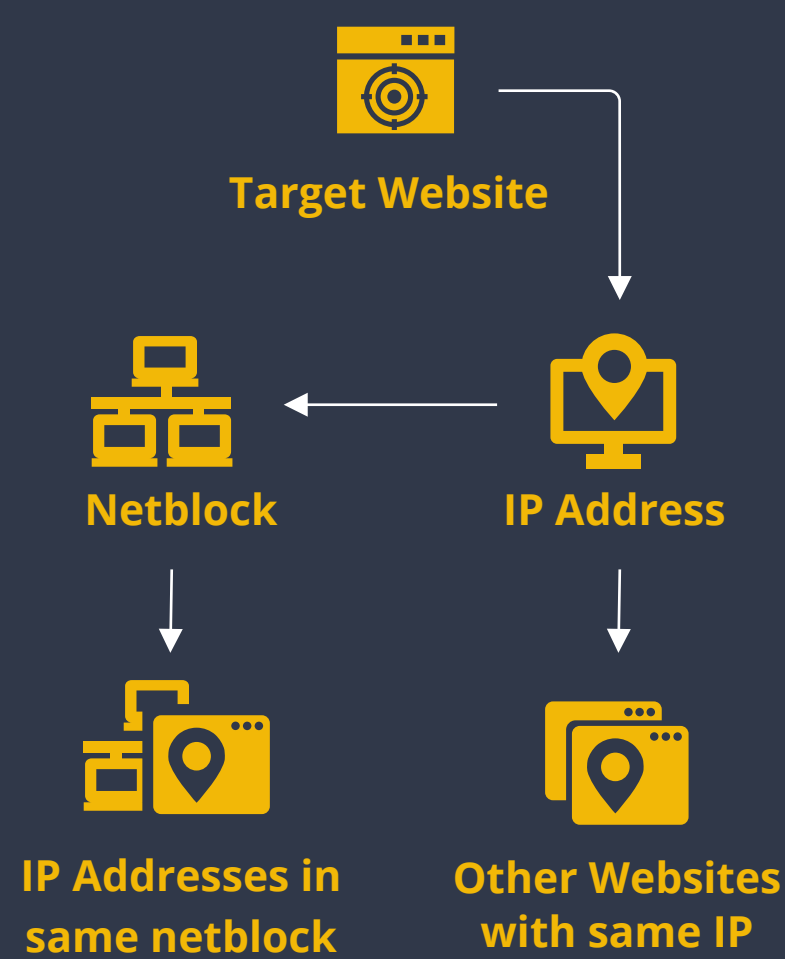 Target Website
Netblock
IP Address
IP Addresses in
same netblock
Other Websites
with same IP